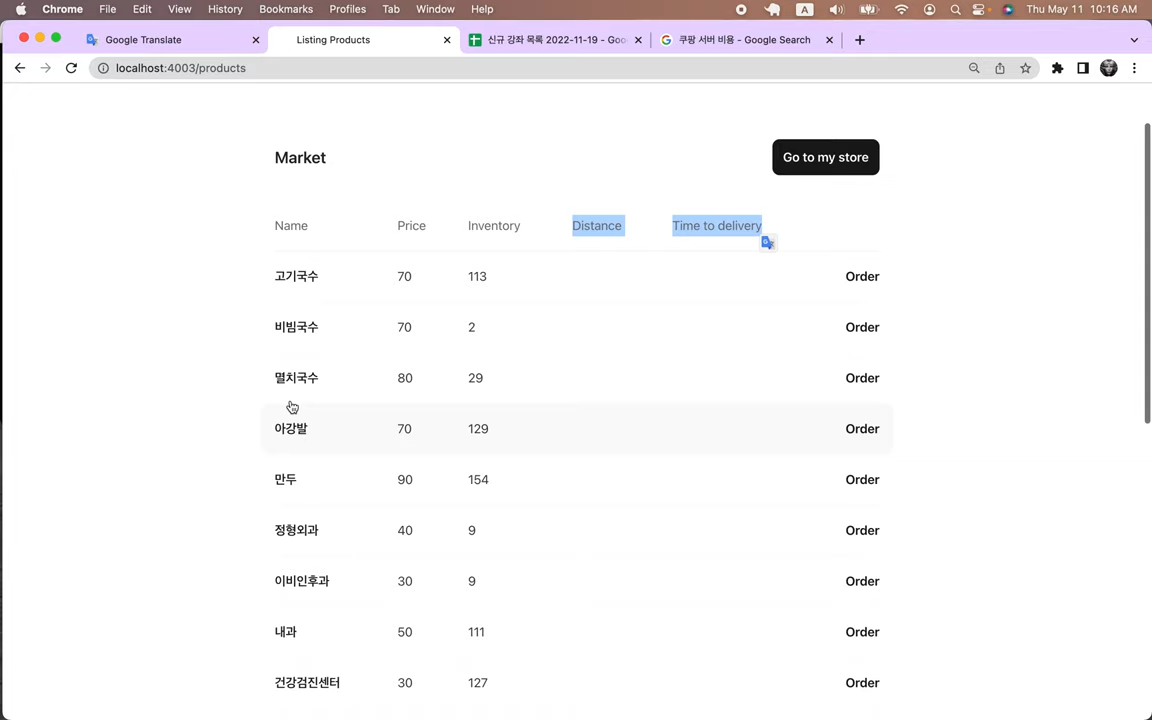 Chrome File Edit View History Bookmarks Profiles Tab Window Help A Thu May 11 10:16 AM
Google Translate Listing Products 신규 강좌 목록 2022-11-19 - Goo 쿠팡 서버 비용 - Google Search
localhost:4003/products
Market Go to my store
Name Price Inventory Distance Time to delivery
고기국수 70 113 Order
비빔국수 70 2 Order
멸치국수 80 29 Order
아강발 70 129 Order
만두 90 154 Order
정형외과 40 9 Order
이비인후과 30 9 Order
내과 50 111 Order
건강검진센터 30 127 Order